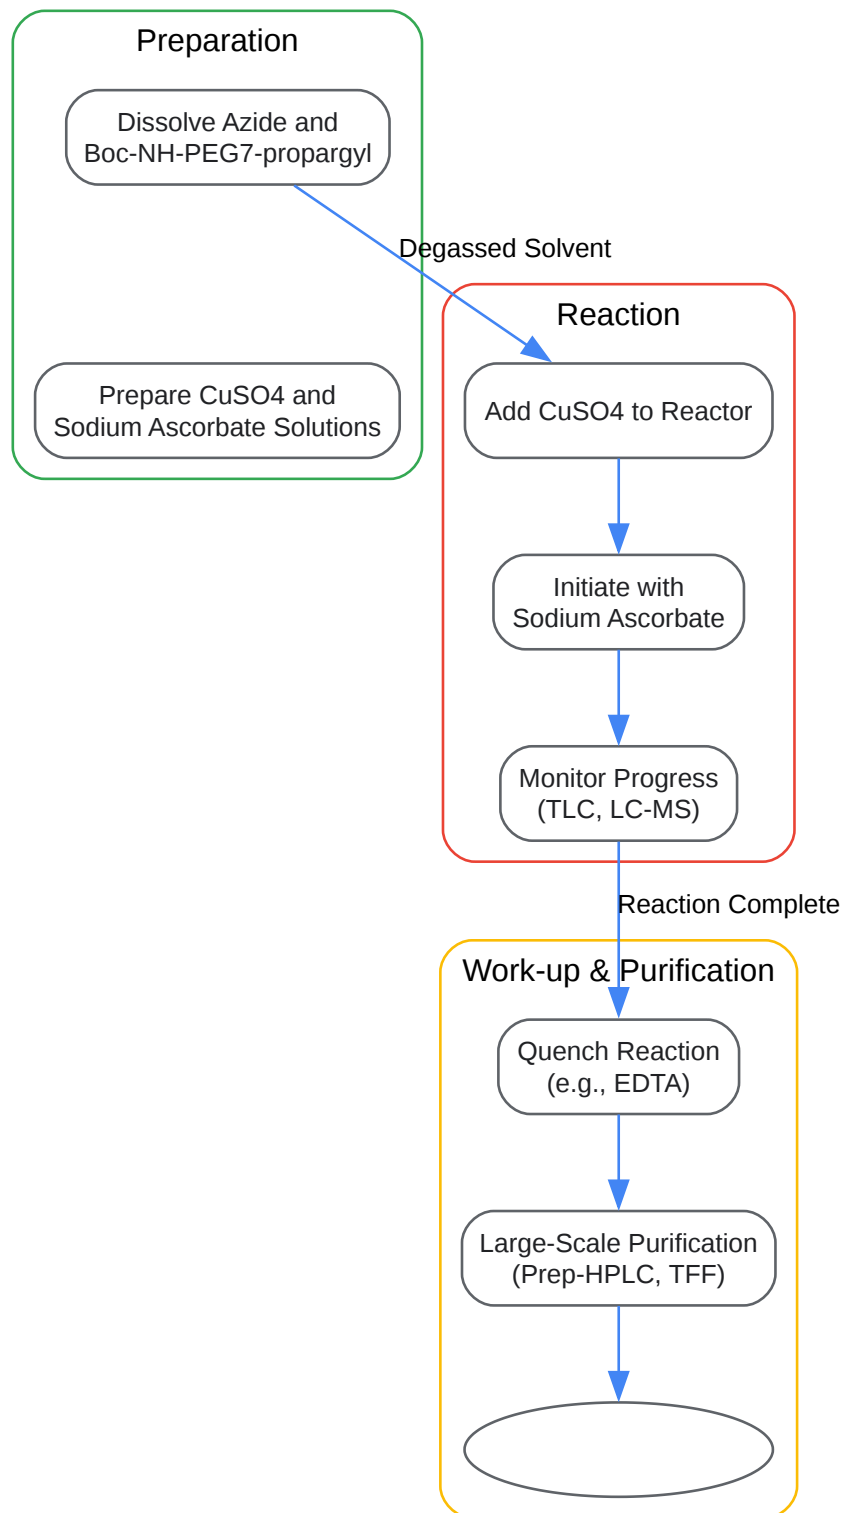 Preparation
Dissolve Azide and
Boc-NH-PEG7-propargyl
Degassed Solvent
Reaction
Prepare CuSO4 and
Sodium Ascorbate Solutions
Add CuSO4 to Reactor
Initiate with
Sodium Ascorbate
Monitor Progress
(TLC, LC-MS)
Reaction Complete
Work-up & Purification
Quench Reaction
(e.g., EDTA)
Large-Scale Purification
(Prep-HPLC, TFF)